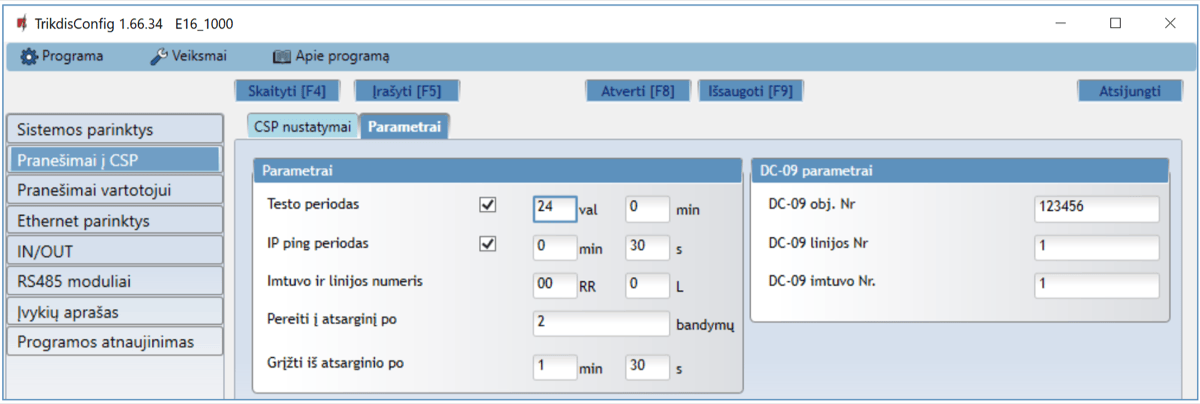 TrikdisConfig 1.66.34 E16_1000
Programa Veiksmai Apie programą
Skaityti [F4] Įrašyti [F5] Atverti [F8] Išsaugoti [F9] Atsijungti
Sistemos parinktys
Pranešimai į CSP
Pranešimai vartotojui
Ethernet parinktys
IN/OUT
RS485 moduliai
Įvykių aprašas
Programos atnaujinimas
CSP nustatymai Parametrai
Parametrai
Testo periodas 24 val 0 min
IP ping periodas 0 min 30 s
Imtuvo ir linijos numeris 00 RR 0 L
Pereiti į atsarginį po 2 bandymų
Grįžti iš atsarginio po 1 min 30 s
DC-09 parametrai
DC-09 obj. Nr 123456
DC-09 linijos Nr 1
DC-09 imtuvo Nr. 1